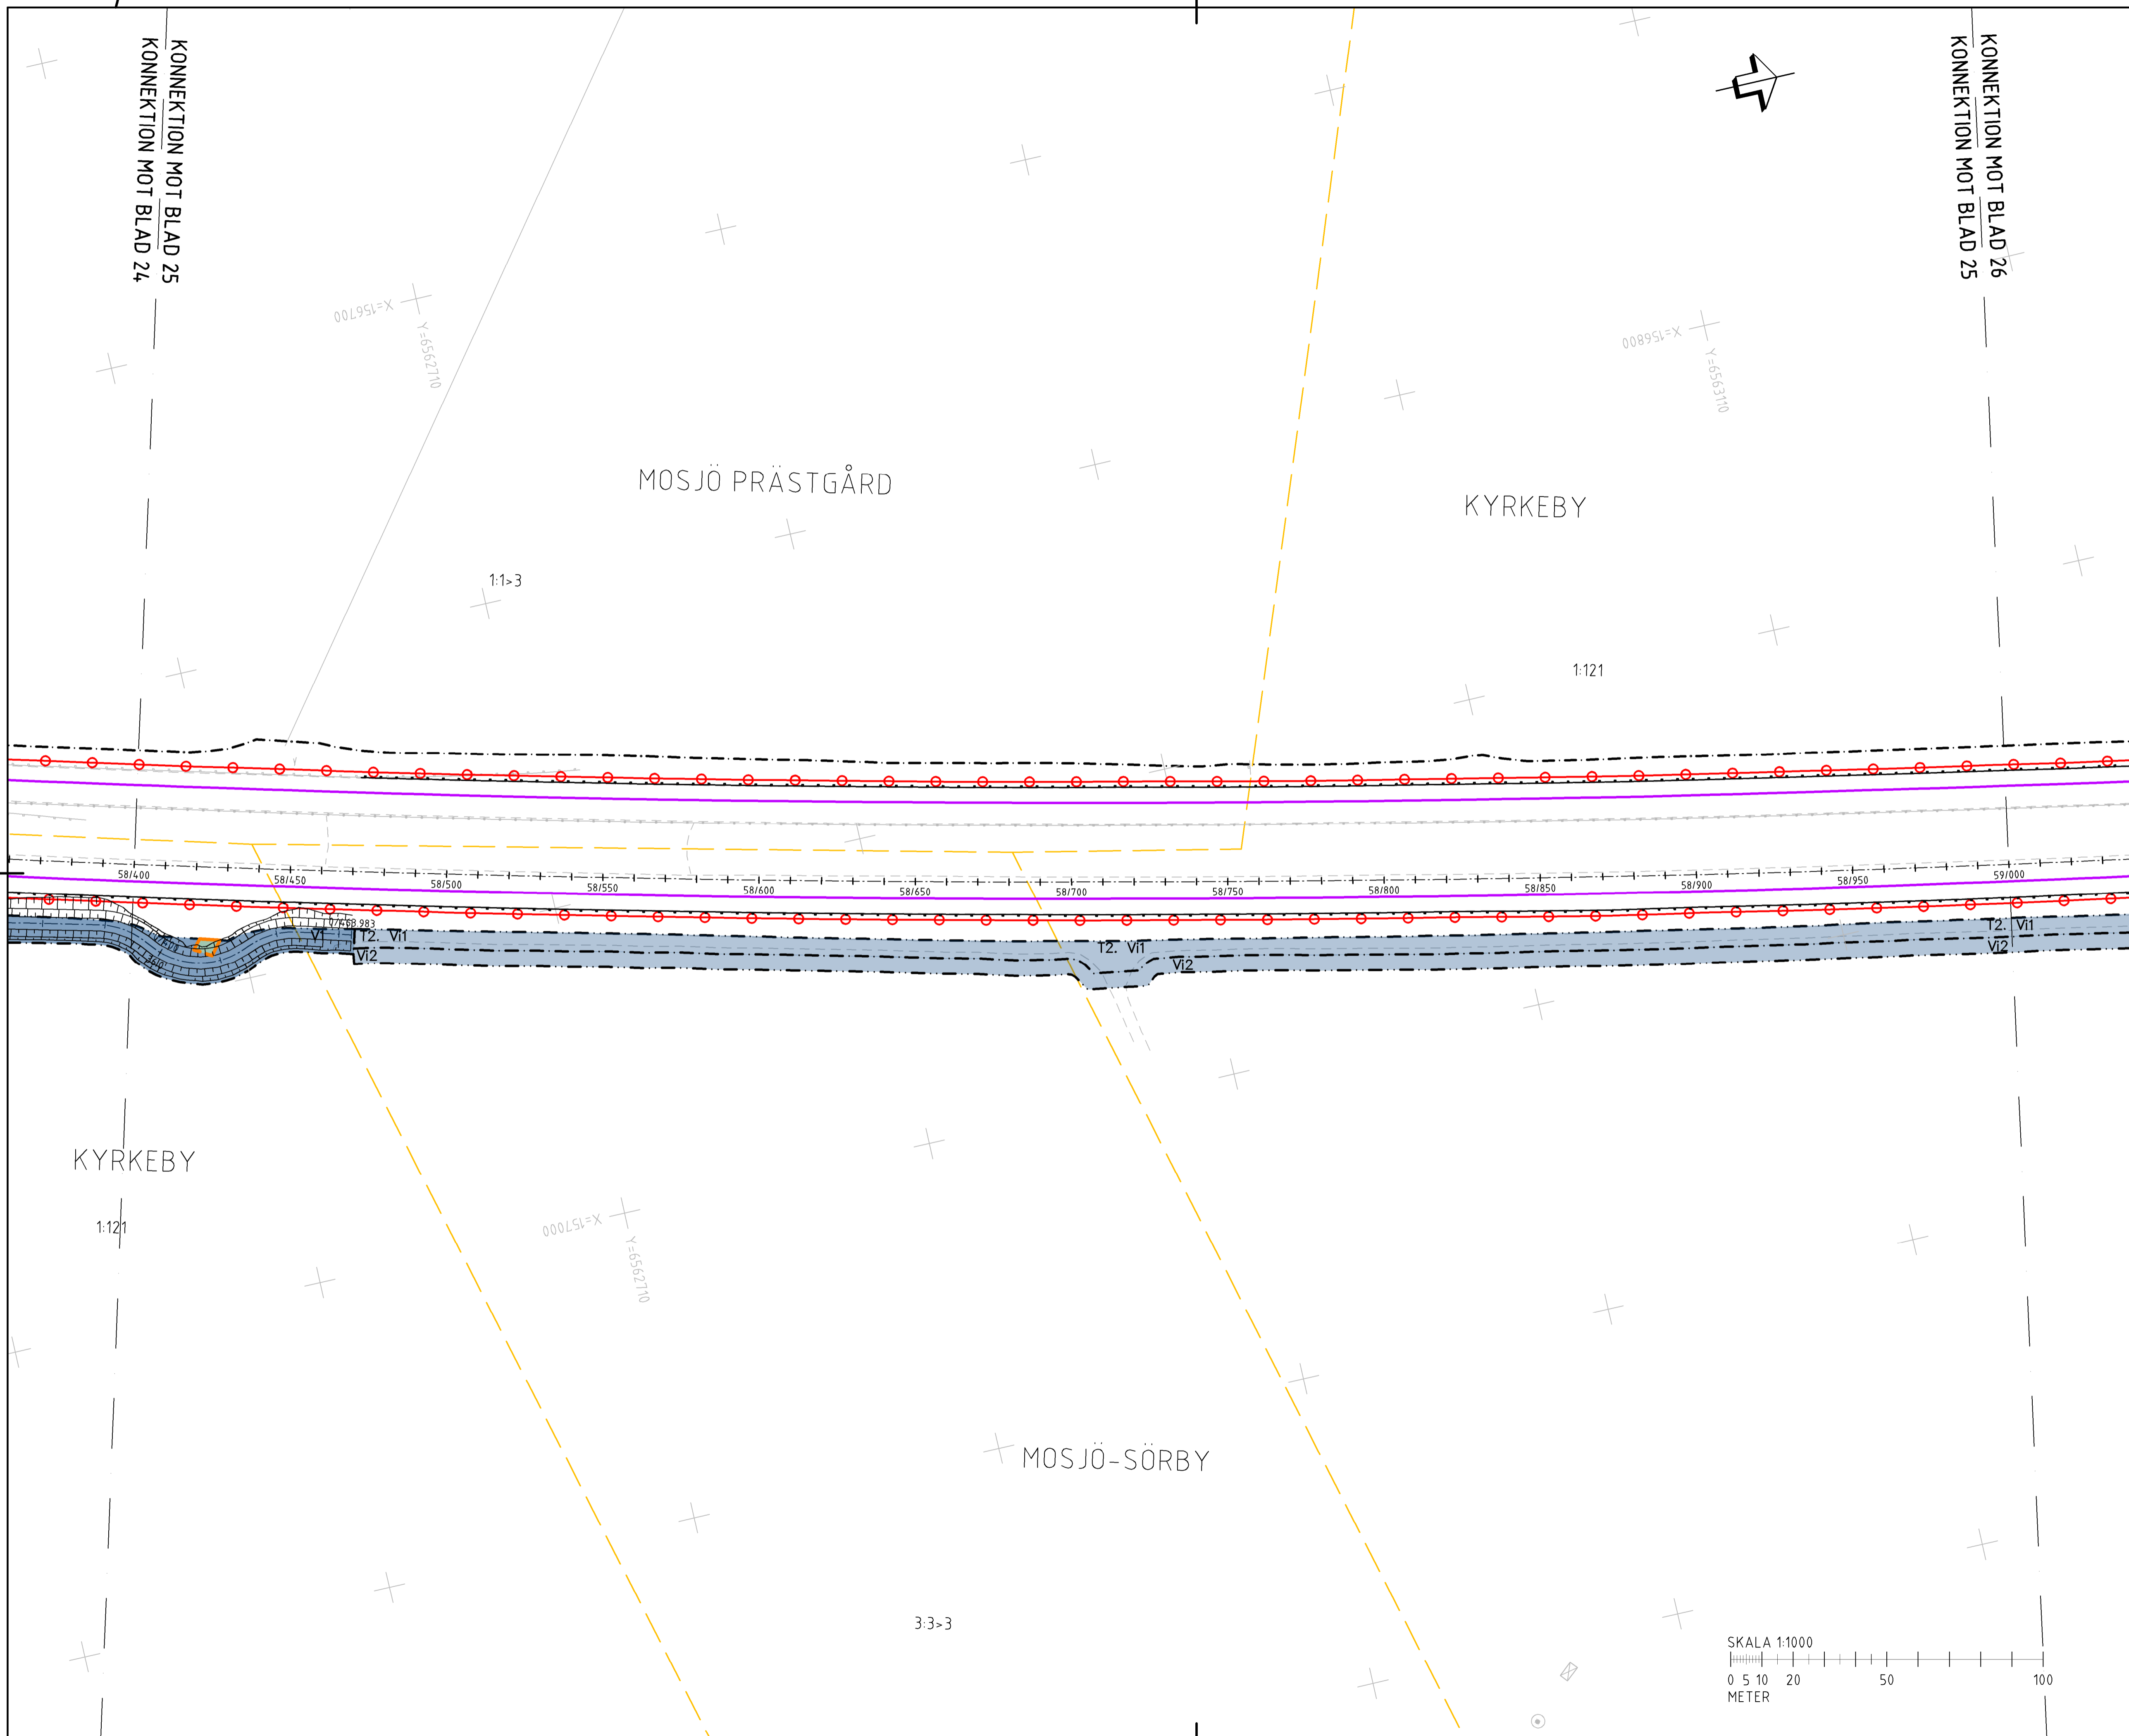 KONNEKTION MOT BLAD 25
KONNEKTION MOT BLAD 24
KONNEKTION MOT BLAD 26
KONNEKTION MOT BLAD 25
X=156700
Y=6562710
X=156800
Y=6563110
MOSJÖ PRÄSTGÅRD
KYRKEBY
1:1>3
1:121
58/400
58/450
58/500
58/550
58/600
58/650
58/700
58/750
58/800
58/850
58/900
58/950
59/000
T2. Vi1
Vi2
T2. Vi1
Vi2
T2. Vi1
Vi2
KYRKEBY
1:121
X=157000
Y=6562710
MOSJÖ-SÖRBY
3:3>3
SKALA 1:1000
0 5 10 20 50 100
METER